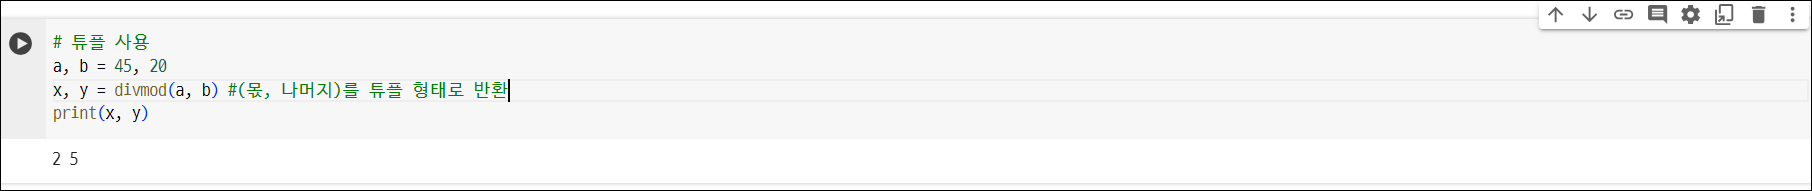 # 튜플 사용
a, b = 45, 20
x, y = divmod(a, b) #(몫, 나머지)를 튜플 형태로 반환
print(x, y)
2 5